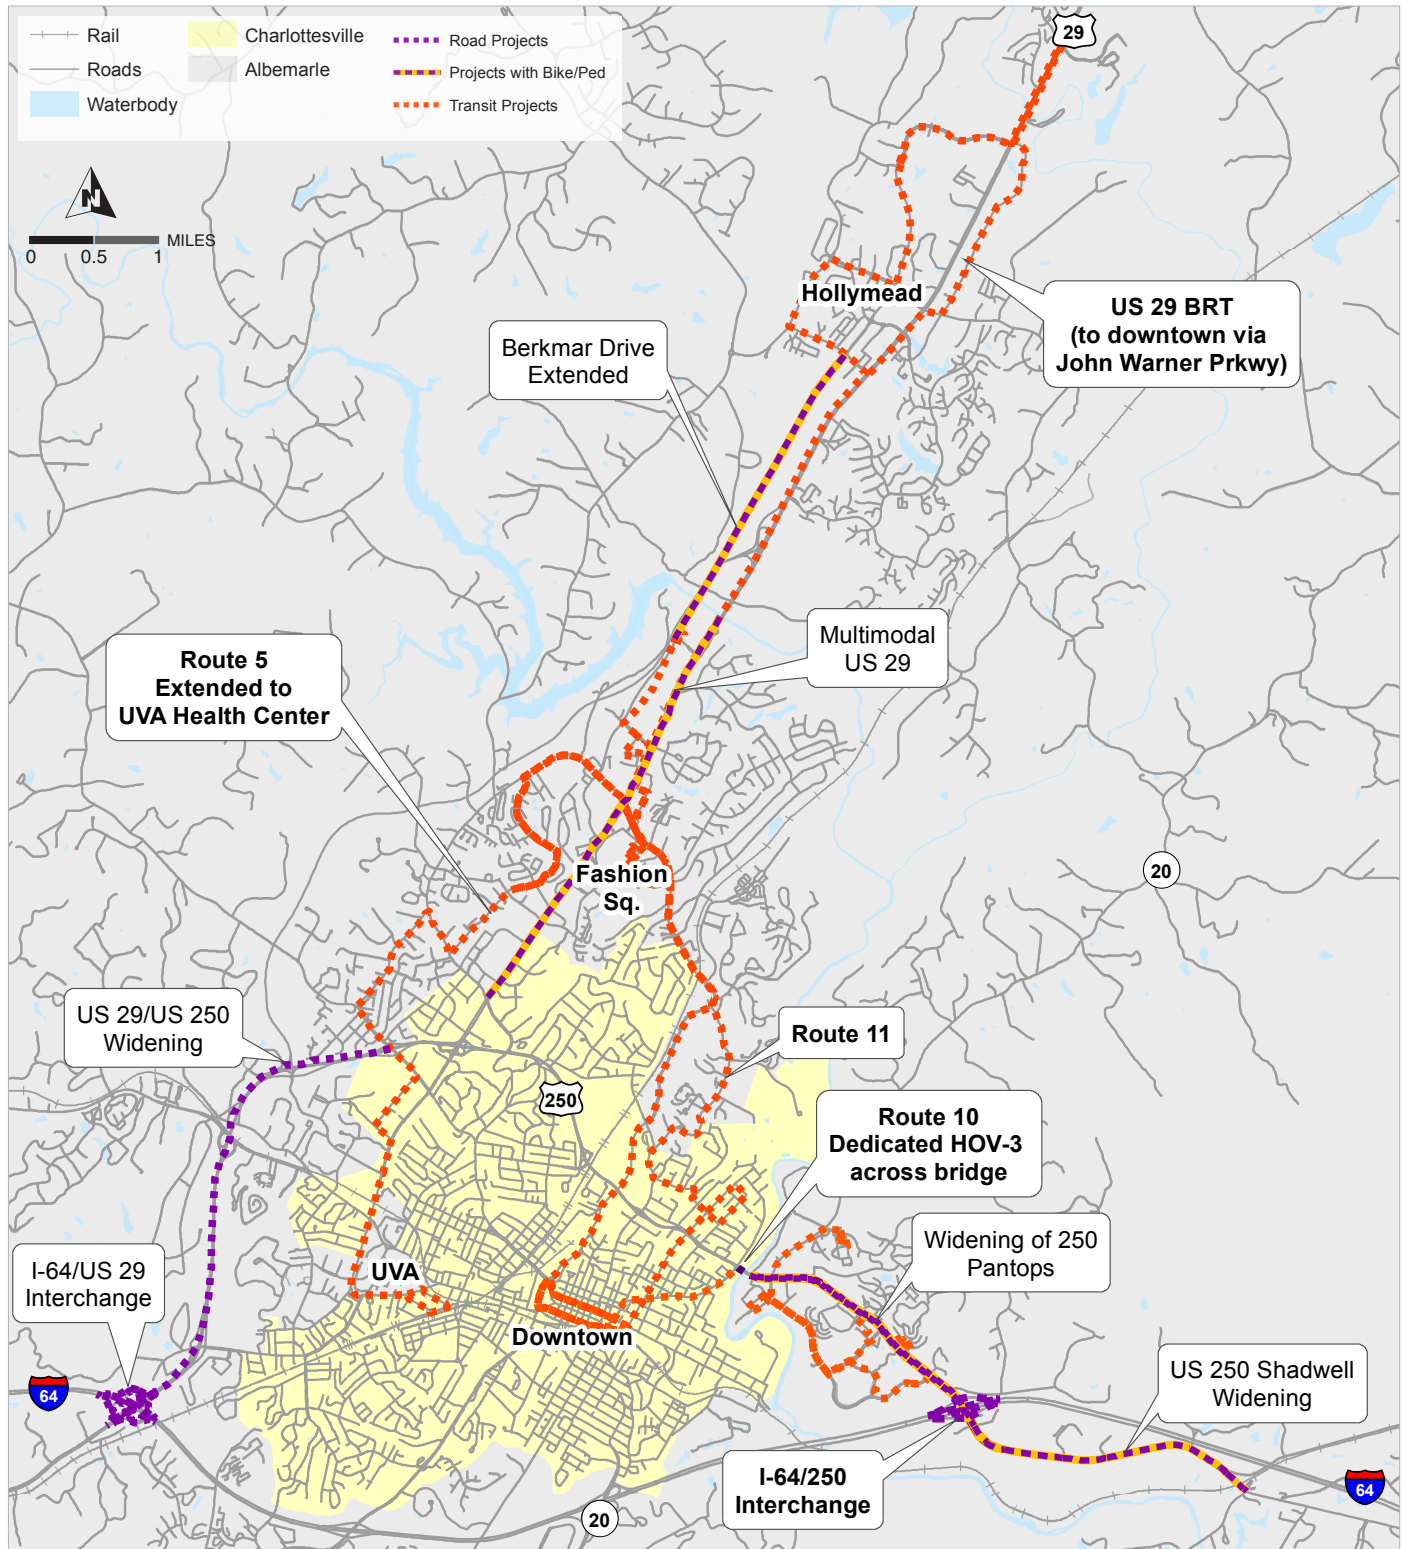 Rail
Roads
Waterbody
Charlottesville
Albemarle
Road Projects
Projects with Bike/Ped
Transit Projects
N
MILES
0 0.5 1
29
Hollymead
US 29 BRT
(to downtown via
John Warner Prkwy)
Berkmar Drive
Extended
Multimodal
US 29
Route 5
Extended to
UVA Health Center
20
Fashion
Sq.
US 29/US 250
Widening
Route 11
250
Route 10
Dedicated HOV-3
across bridge
Widening of 250
Pantops
I-64/US 29
Interchange
UVA
Downtown
64
US 250 Shadwell
Widening
I-64/250
Interchange
64
20